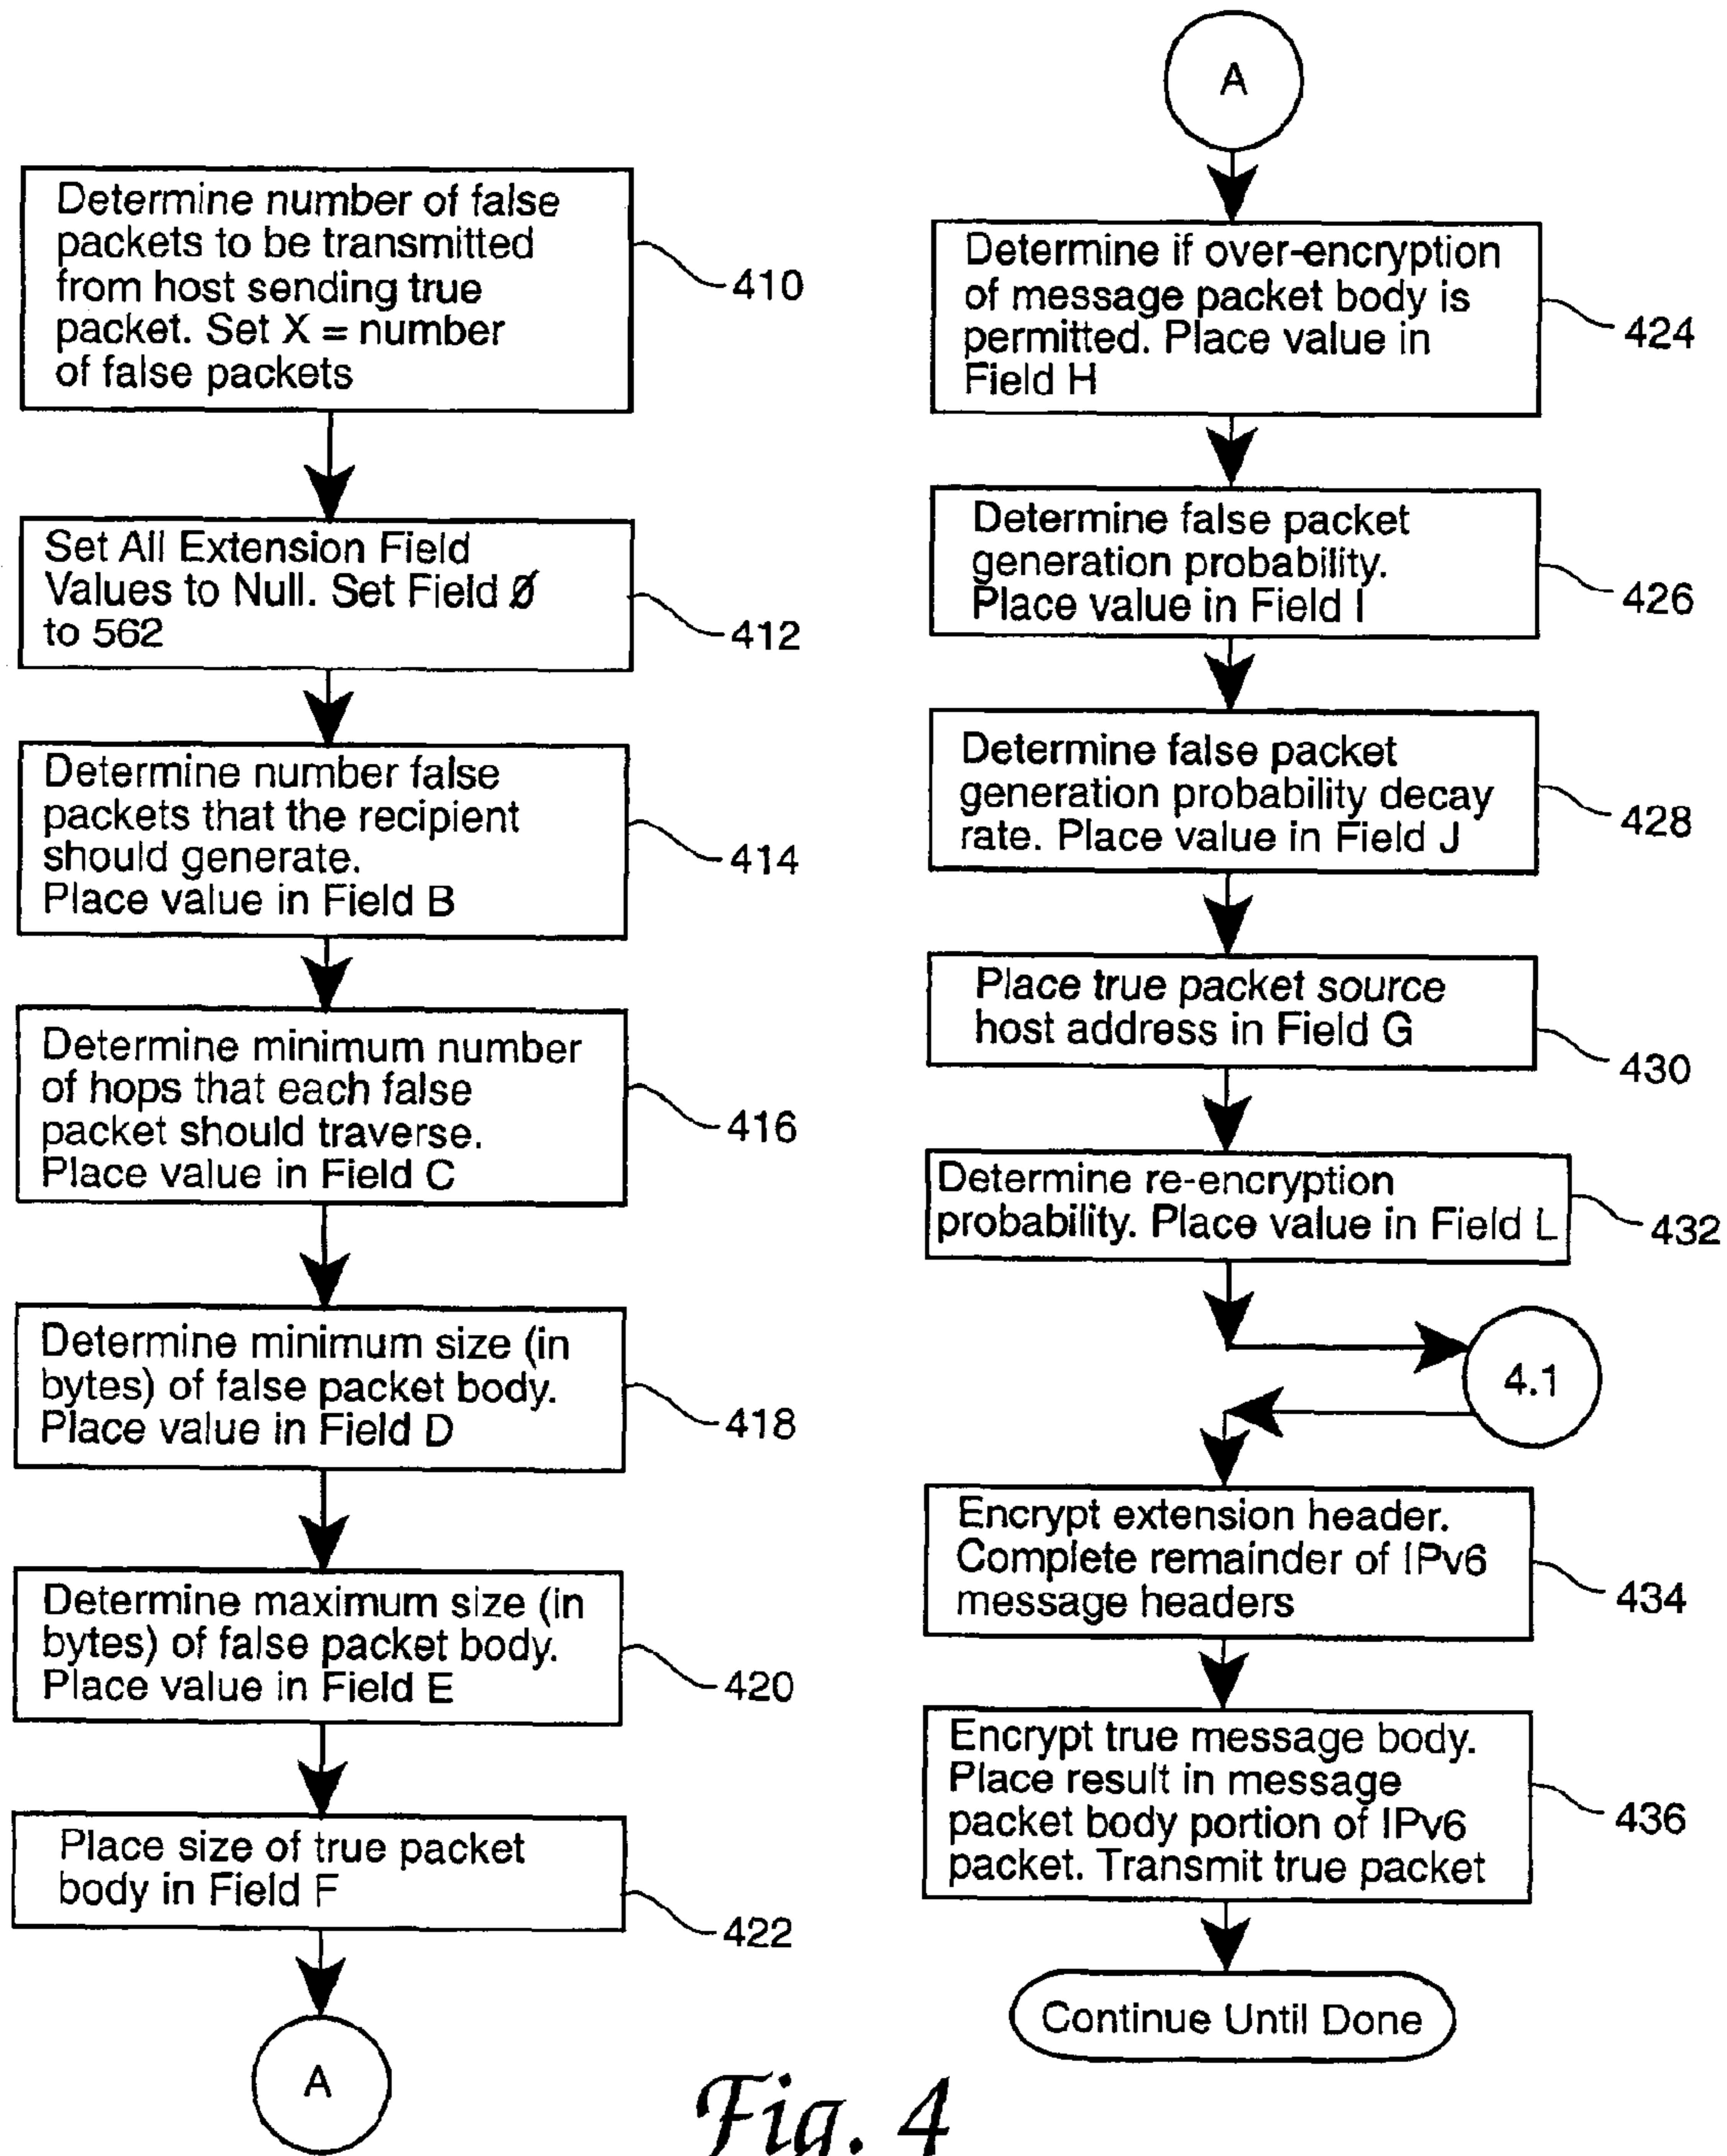 Determine number of false
packets to be transmitted
from host sending true
packet. Set X = number
of false packets
410
Set All Extension Field
Values to Null. Set Field Ø
to 562
412
Determine number false
packets that the recipient
should generate.
Place value in Field B
414
Determine minimum number
of hops that each false
packet should traverse.
Place value in Field C
416
Determine minimum size (in
bytes) of false packet body.
Place value in Field D
418
Determine maximum size (in
bytes) of false packet body.
Place value in Field E
420
Place size of true packet
body in Field F
422
A
A
Determine if over-encryption
of message packet body is
permitted. Place value in
Field H
424
Determine false packet
generation probability.
Place value in Field I
426
Determine false packet
generation probability decay
rate. Place value in Field J
428
Place true packet source
host address in Field G
430
Determine re-encryption
probability. Place value in Field L
432
4.1
Encrypt extension header.
Complete remainder of IPv6
message headers
434
Encrypt true message body.
Place result in message
packet body portion of IPv6
packet. Transmit true packet
436
Continue Until Done
Fig. 4